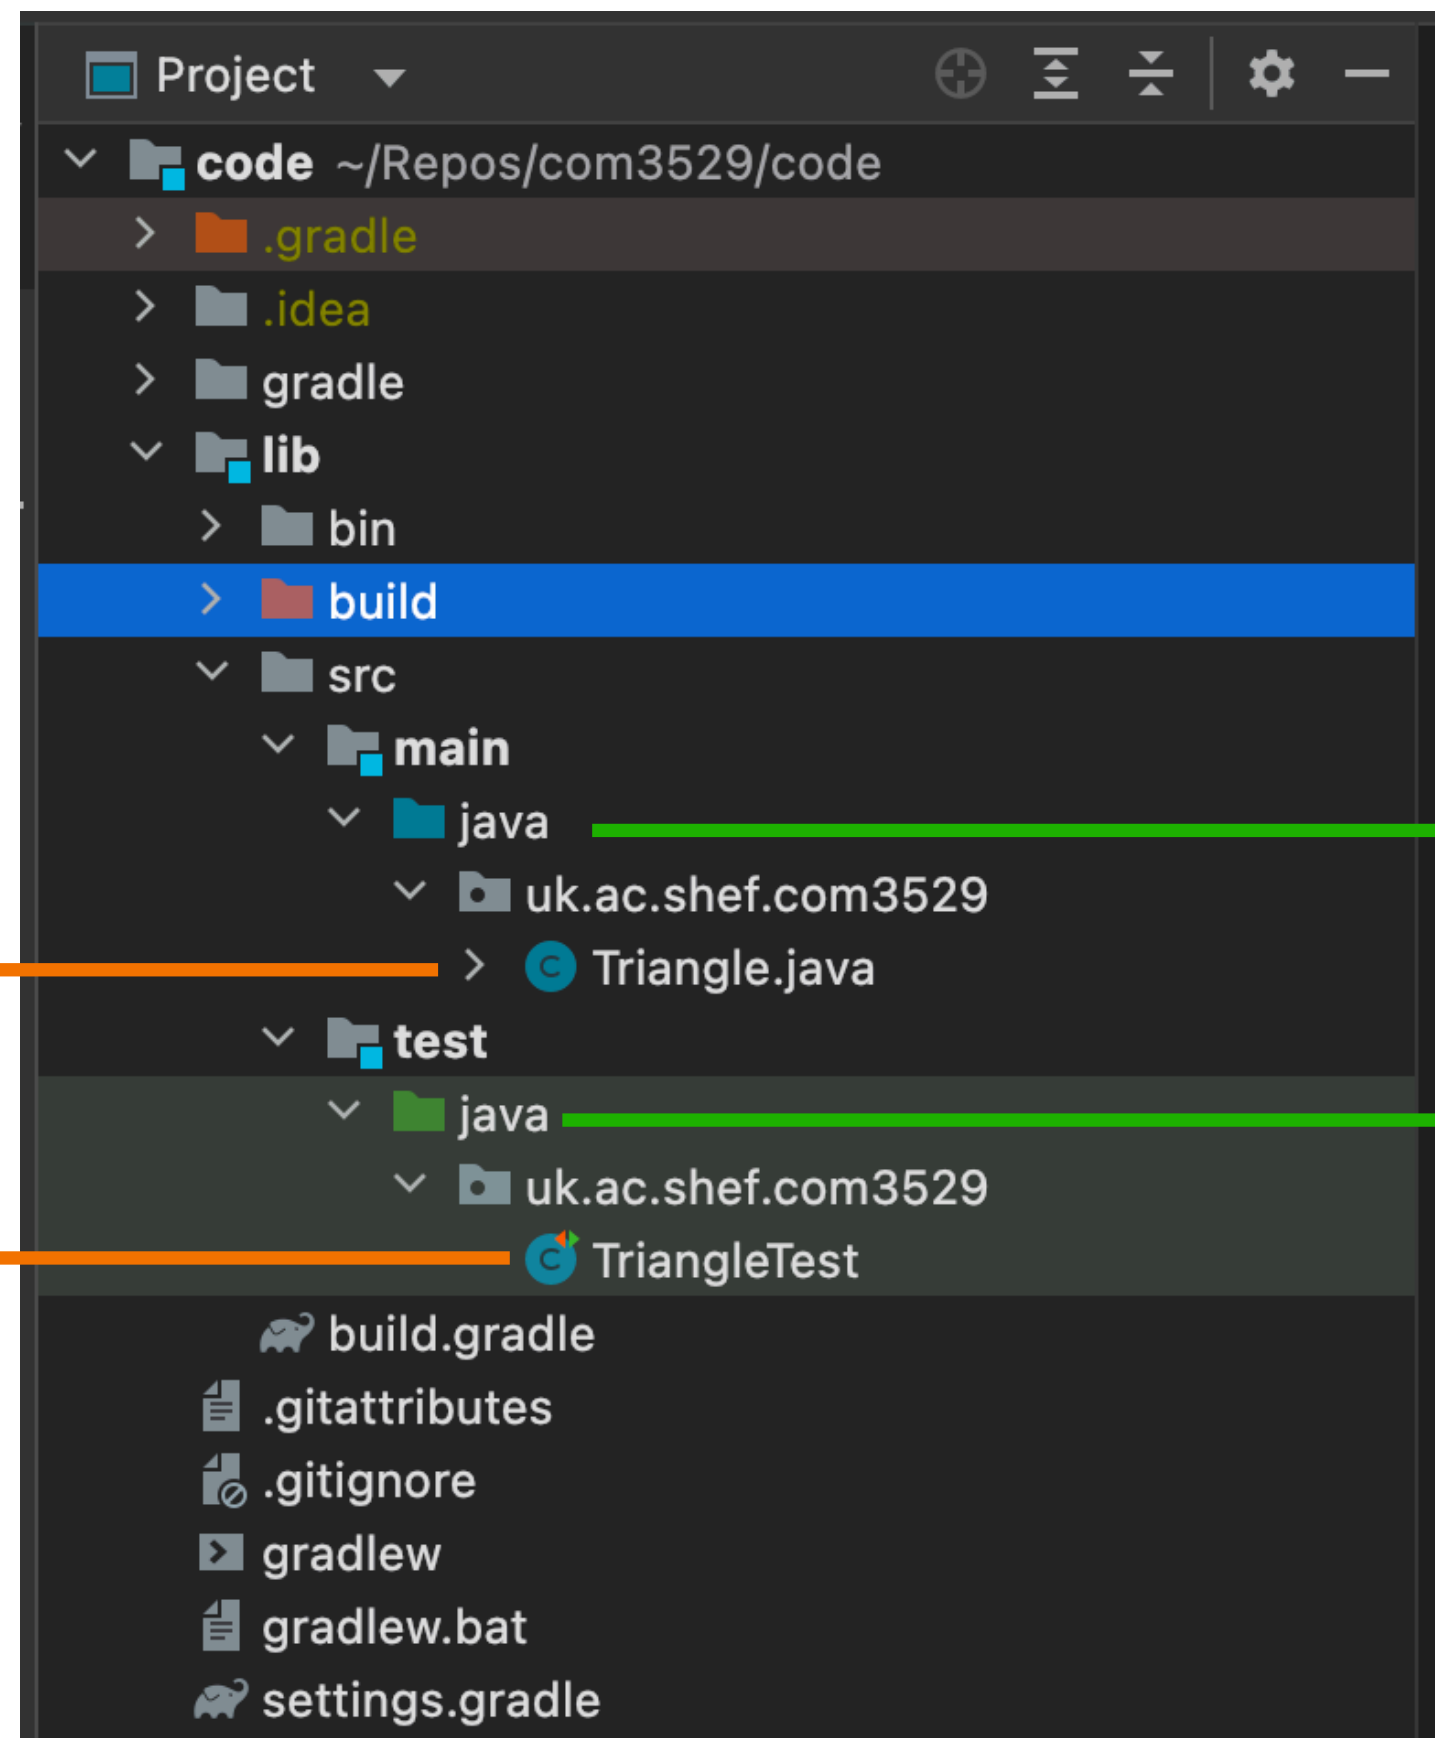 Project
code ~/Repos/com3529/code
.gradle
.idea
gradle
lib
bin
build
src
main
java
uk.ac.shef.com3529
Triangle.java
test
java
uk.ac.shef.com3529
TriangleTest
build.gradle
.gitattributes
.gitignore
gradlew
gradlew.bat
settings.gradle